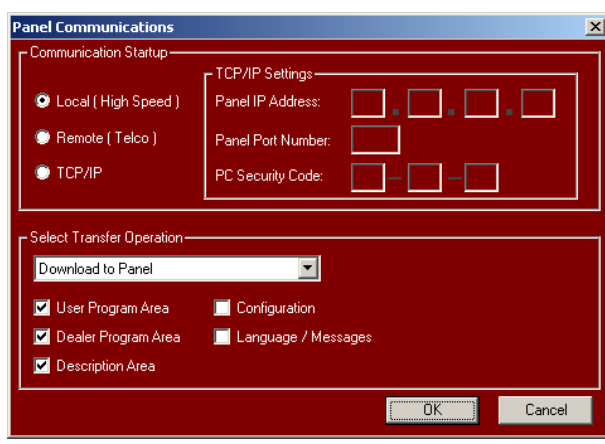 Panel Communications
Communication Startup
TCP/IP Settings
Local ( High Speed )
Panel IP Address:
Remote ( Telco )
Panel Port Number:
TCP/IP
PC Security Code:
Select Transfer Operation
Download to Panel
User Program Area
Configuration
Dealer Program Area
Language / Messages
Description Area
OK
Cancel